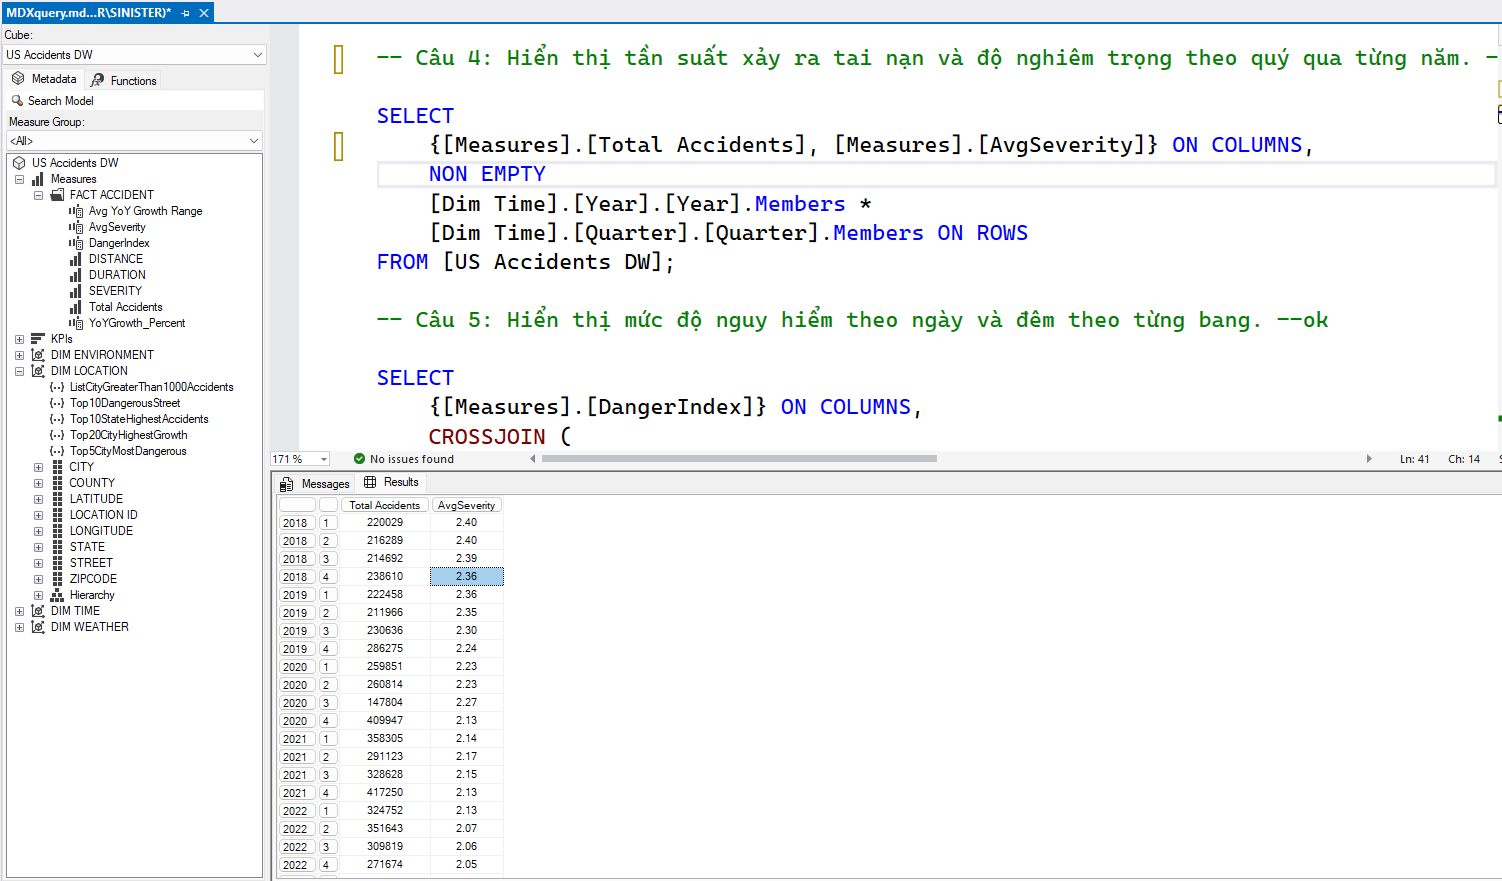 MDXquery.md...R\SINISTER)*
Cube:
US Accidents DW
Metadata
Functions
Search Model
Measure Group:
<All>
US Accidents DW
Measures
FACT ACCIDENT
Avg YoY Growth Range
AvgSeverity
DangerIndex
DISTANCE
DURATION
SEVERITY
Total Accidents
YoYGrowth_Percent
KPIs
DIM ENVIRONMENT
DIM LOCATION
ListCityGreaterThan1000Accidents
Top10DangerousStreet
Top10StateHighestAccidents
Top20CityHighestGrowth
Top5CityMostDangerous
CITY
COUNTY
LATITUDE
LOCATION ID
LONGITUDE
STATE
STREET
ZIPCODE
Hierarchy
DIM TIME
DIM WEATHER
-- Câu 4: Hiển thị tần suất xảy ra tai nạn và độ nghiêm trọng theo quý qua từng năm. -
SELECT
{[Measures].[Total Accidents], [Measures].[AvgSeverity]} ON COLUMNS,
NON EMPTY
[Dim Time].[Year].[Year].Members *
[Dim Time].[Quarter].[Quarter].Members ON ROWS
FROM [US Accidents DW];
-- Câu 5: Hiển thị mức độ nguy hiểm theo ngày và đêm theo từng bang. --ok
SELECT
{[Measures].[DangerIndex]} ON COLUMNS,
CROSSJOIN (
171 %
No issues found
Ln: 41 Ch: 14
Messages
Results
Total Accidents AvgSeverity
2018 1 220029 2.40
2018 2 216289 2.40
2018 3 214692 2.39
2018 4 238610 2.36
2019 1 222458 2.36
2019 2 211966 2.35
2019 3 230636 2.30
2019 4 286275 2.24
2020 1 259851 2.23
2020 2 260814 2.23
2020 3 147804 2.27
2020 4 409947 2.13
2021 1 358305 2.14
2021 2 291123 2.17
2021 3 328628 2.15
2021 4 417250 2.13
2022 1 324752 2.13
2022 2 351643 2.07
2022 3 309819 2.06
2022 4 271674 2.05